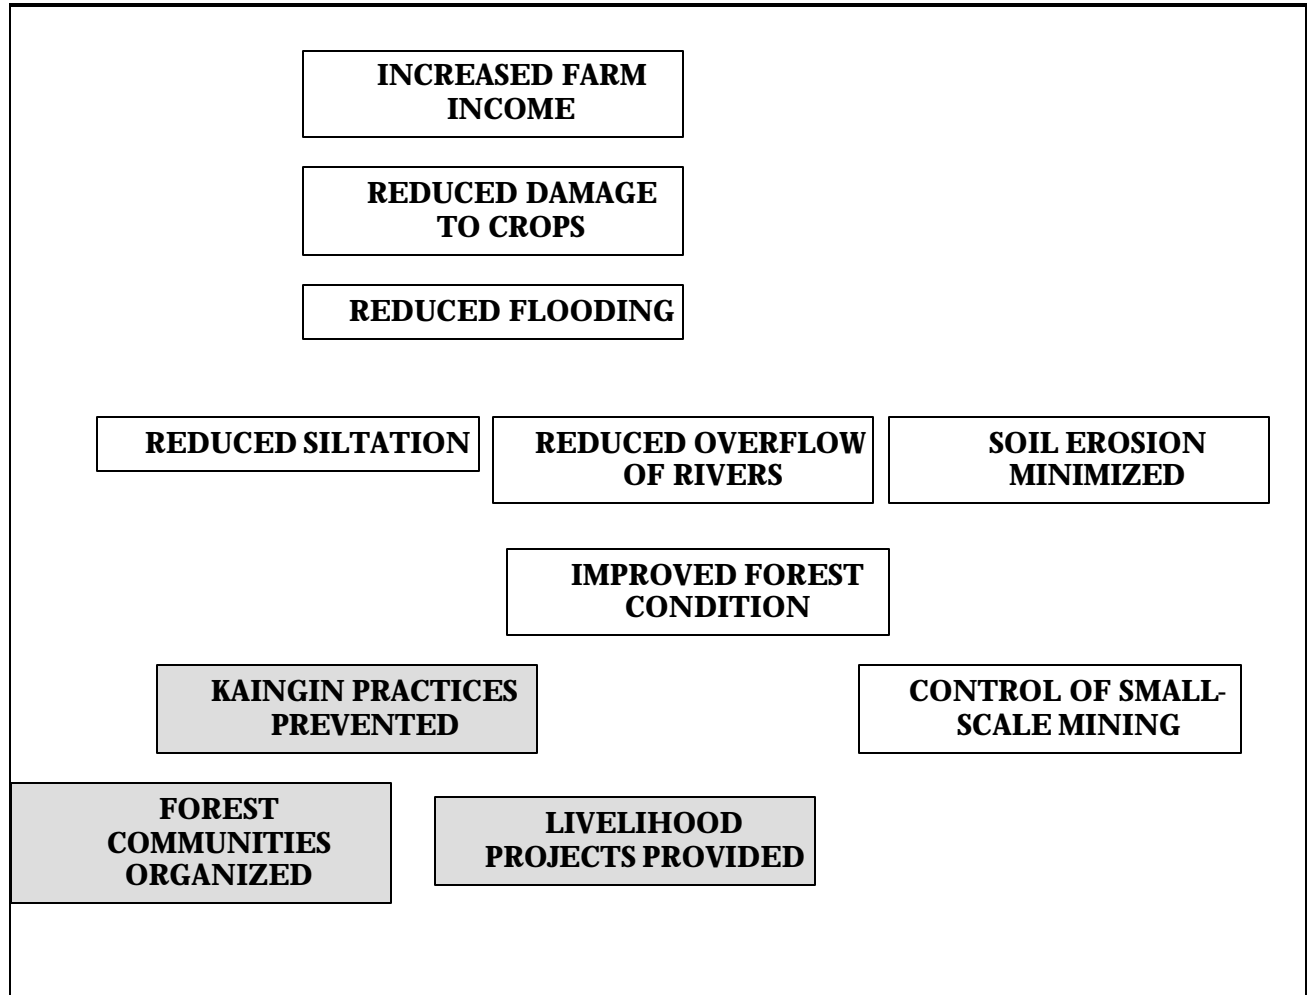 INCREASED FARM
INCOME
REDUCED DAMAGE
TO CROPS
REDUCED FLOODING
REDUCED SILTATION
REDUCED OVERFLOW
OF RIVERS
SOIL EROSION
MINIMIZED
IMPROVED FOREST
CONDITION
KAINGIN PRACTICES
PREVENTED
CONTROL OF SMALL-
SCALE MINING
FOREST
COMMUNITIES
ORGANIZED
LIVELIHOOD
PROJECTS PROVIDED